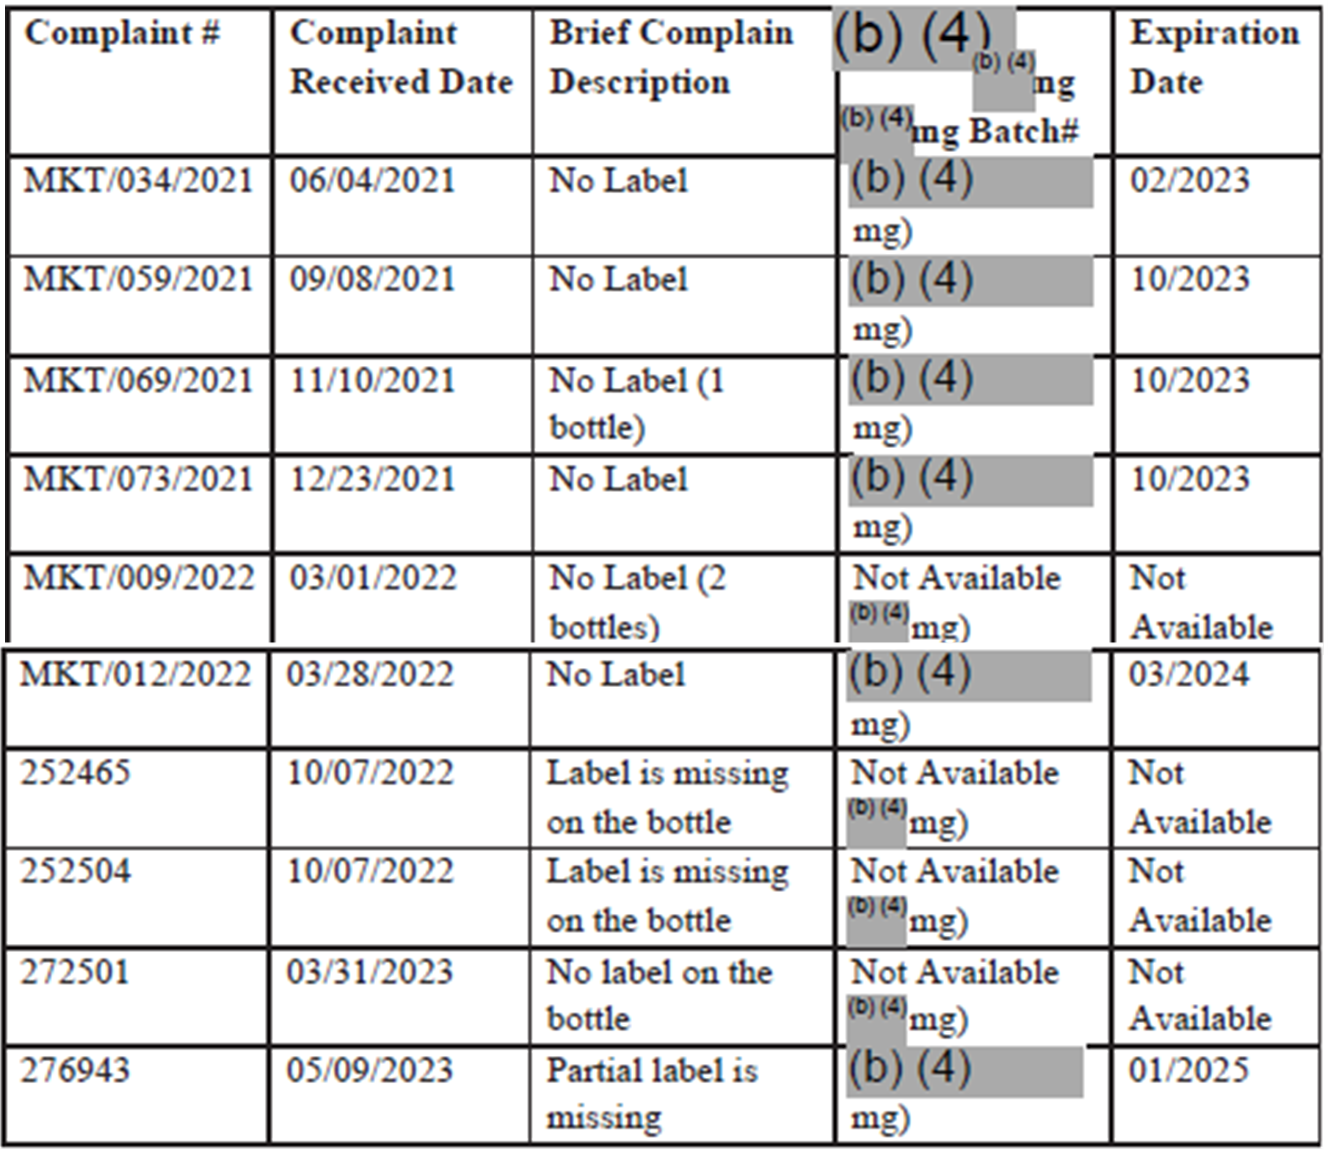 Complaint #
Complaint
Received Date
Brief Complain
Description
(b) (4)
(b) (4)
mg
(b) (4) mg Batch#
Expiration
Date
MKT/034/2021
06/04/2021
No Label
(b) (4)
mg)
02/2023
MKT/059/2021
09/08/2021
No Label
(b) (4)
mg)
10/2023
MKT/069/2021
11/10/2021
No Label (1
bottle)
(b) (4)
mg)
10/2023
MKT/073/2021
12/23/2021
No Label
(b) (4)
mg)
10/2023
MKT/009/2022
03/01/2022
No Label (2
bottles)
Not Available
(b) (4) mg)
Not
Available
MKT/012/2022
03/28/2022
No Label
(b) (4)
mg)
03/2024
252465
10/07/2022
Label is missing
on the bottle
Not Available
(b) (4) mg)
Not
Available
252504
10/07/2022
Label is missing
on the bottle
Not Available
(b) (4) mg)
Not
Available
272501
03/31/2023
No label on the
bottle
Not Available
(b) (4) mg)
Not
Available
276943
05/09/2023
Partial label is
missing
(b) (4)
mg)
01/2025